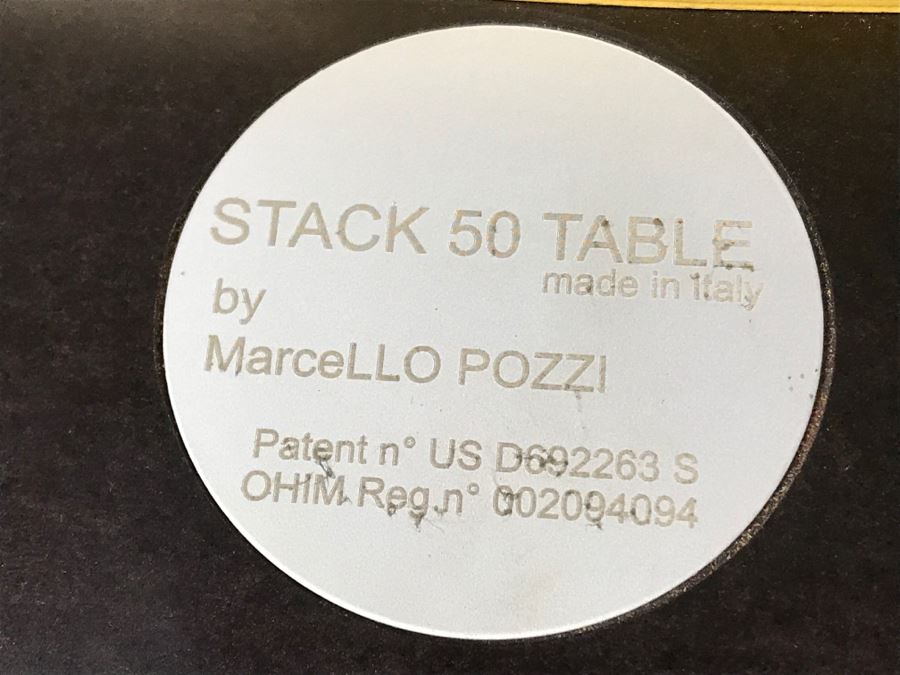 STACK 50 TABLE
made in Italy
by
MarceLLO POZZI
Patent n° US D692263 S
OHIM Reg.n° 002094094